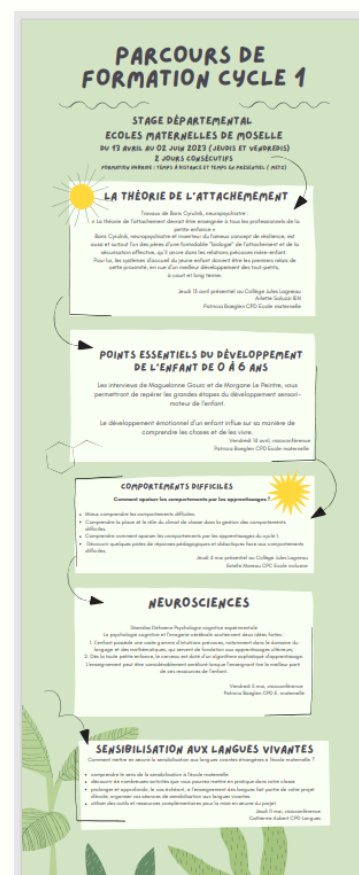 PARCOURS DE
FORMATION CYCLE 1
STAGE DÉPARTEMENTAL
ECOLES MATERNELLES DE MOSELLE
DU 13 AVRIL AU 02 JUIN 2023 (JEUDIS ET VENDREDIS)
2 JOURS CONSÉCUTIFS
FORMATION HYBRIDE : TEMPS À DISTANCE ET TEMPS EN PRÉSENTIEL ( METZ)
LA THÉORIE DE L'ATTACHEMEMENT
Travaux de Boris Cyrulnik, neuropsychiatre :
« La théorie de l'attachement devrait être enseignée à tous les professionnels de la
petite enfance »
Boris Cyrulnik, neuropsychiatre et inventeur du fameux concept de résilience, est
aussi et surtout l'un des pères d'une formidable "biologie" de l'attachement et de la
sécurisation affective, qu'il ancre dans les relations précoces mère-enfant.
Pour lui, les systèmes d'accueil du jeune enfant doivent être les premiers relais de
cette proximité, en vue d'un meilleur développement des tout-petits,
à court et long terme.
Jeudi 13 avril présentiel au Collège Jules Lagneau
Arlette IEN
Patricia Baeglen CPD Ecole maternelle
POINTS ESSENTIELS DU DÉVELOPPEMENT
DE L'ENFANT DE 0 À 6 ANS
Les interviews de Maguelonne Gourc et de Morgane Le Peintre, vous
permettront de repérer les grandes étapes du développement sensori-
moteur de l'enfant.
Le développement émotionnel d'un enfant influe sur sa manière de
comprendre les choses et de les vivre.
Vendredi 14 avril, visioconférence
Patricia Baeglen CPD Ecole maternelle
COMPORTEMENTS DIFFICILES
Comment apaiser les comportements par les apprentissages ?
Mieux comprendre les comportements difficiles.
Comprendre la place et le rôle du climat de classe dans la gestion des comportements
difficiles.
Comprendre comment apaiser les comportements par les apprentissages du cycle 1.
Découvrir quelques pistes de réponses pédagogiques et didactiques face aux comportements
difficiles.
Jeudi 4 mai présentiel au Collège Jules Lagneau
Estelle Moreau CPC Ecole inclusive
NEUROSCIENCES
Stanislas Dehaene Psychologie cognitive expérimentale
La psychologie cognitive et l'imagerie cérébrale soutiennent deux idées fortes :
1. L'enfant possède une vaste gamme d'intuitions précoces, notamment dans le domaine du
langage et des mathématiques, qui servent de fondation aux apprentissages ultérieurs;
2. Dès la toute petite enfance, le cerveau est doté d'un algorithme sophistiqué d'apprentissage.
L'enseignement peut être considérablement amélioré lorsque l'enseignant tire le meilleur parti
de ces ressources de l'enfant.
Vendredi 5 mai, visioconférence
Patricia Baeglen CPD E. maternelle
SENSIBILISATION AUX LANGUES VIVANTES
Comment mettre en œuvre la sensibilisation aux langues vivantes étrangères à l'école maternelle ?
comprendre le sens de la sensibilisation à l'école maternelle
découvrir de nombreuses activités que vous pourrez mettre en pratique dans votre classe
prolonger et approfondir, le cas échéant, si l'enseignement des langues fait partie de votre projet
d'école, organiser vos séances de sensibilisation aux langues vivantes
utiliser des outils et ressources complémentaires pour la mise en œuvre du projet
Jeudi 11 mai, visioconférence
Catherine Aubert CPD Langues